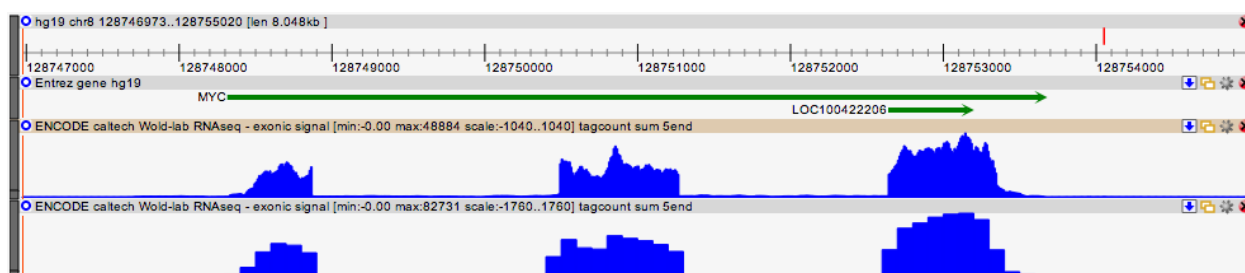 hg19 chr8 128746973..128755020 [len 8.048kb ]
128747000 128748000 128749000 128750000 128751000 128752000 128753000 128754000
Entrez gene hg19
MYC
LOC100422206
ENCODE caltech Wold-lab RNAseq - exonic signal [min:-0.00 max:48884 scale:-1040..1040] tagcount sum 5end
ENCODE caltech Wold-lab RNAseq - exonic signal [min:-0.00 max:82731 scale:-1760..1760] tagcount sum 5end